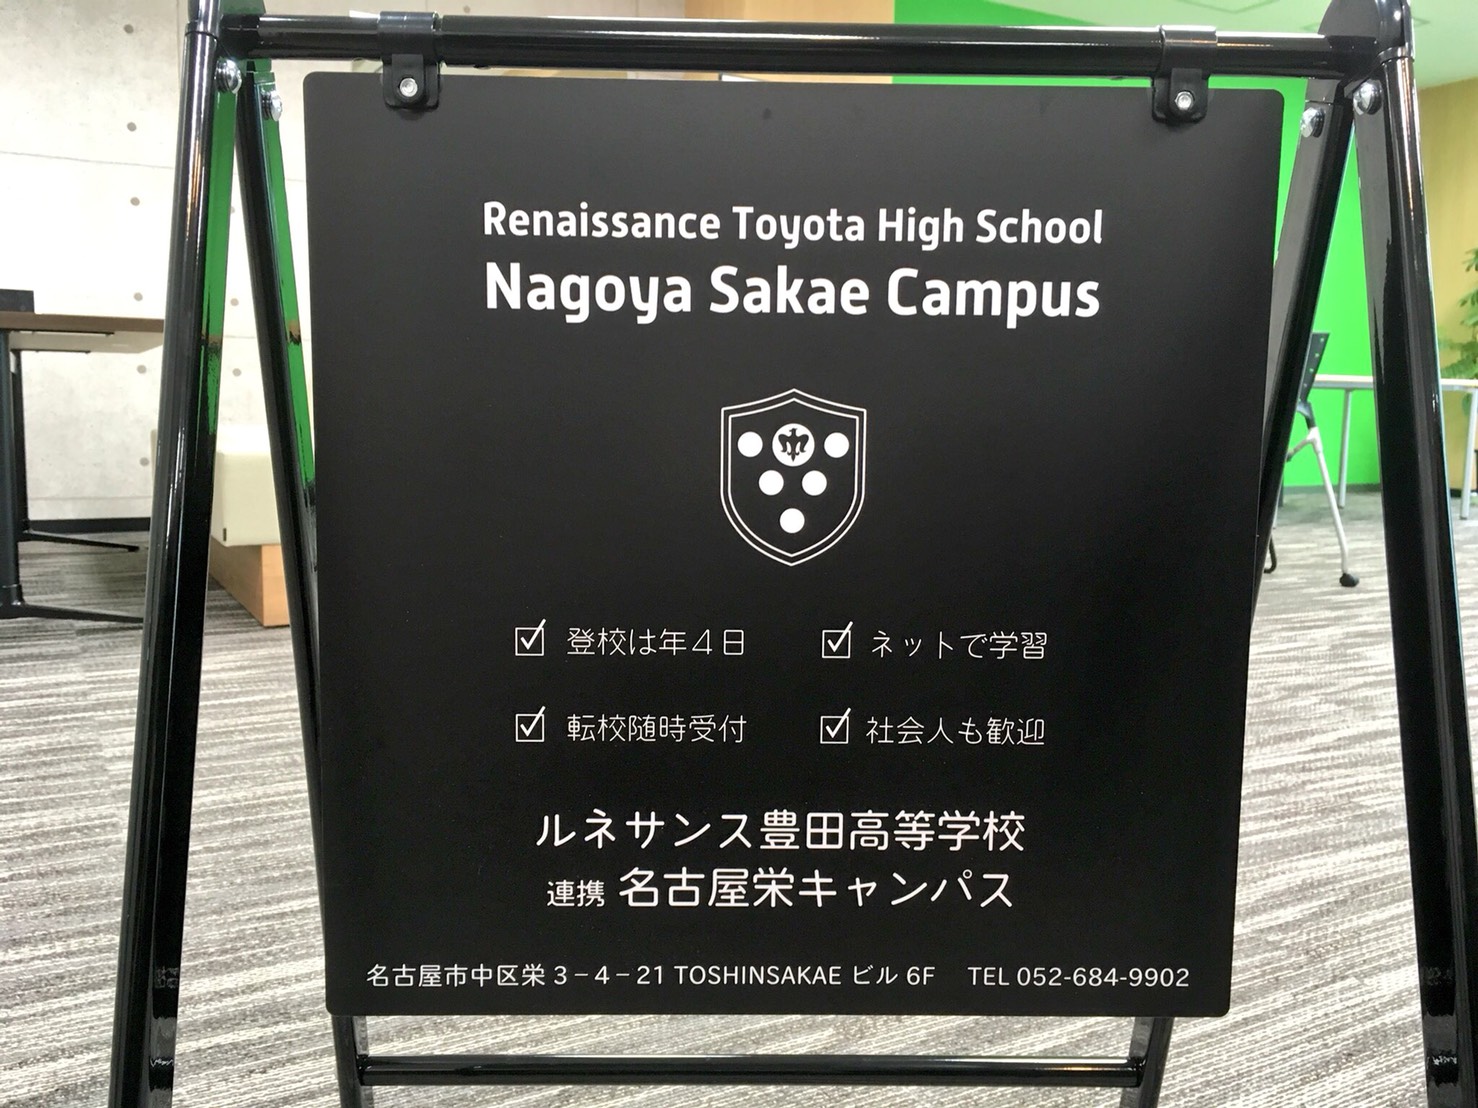 Renaissance Toyota High School
Nagoya Sakae Campus
登校は年4日
ネットで学習
転校随時受付
社会人も歓迎
ルネサンス豊田高等学校
連携 名古屋栄キャンパス
名古屋市中区栄 3-4-21 TOSHINSAKAE ビル 6F TEL 052-684-9902